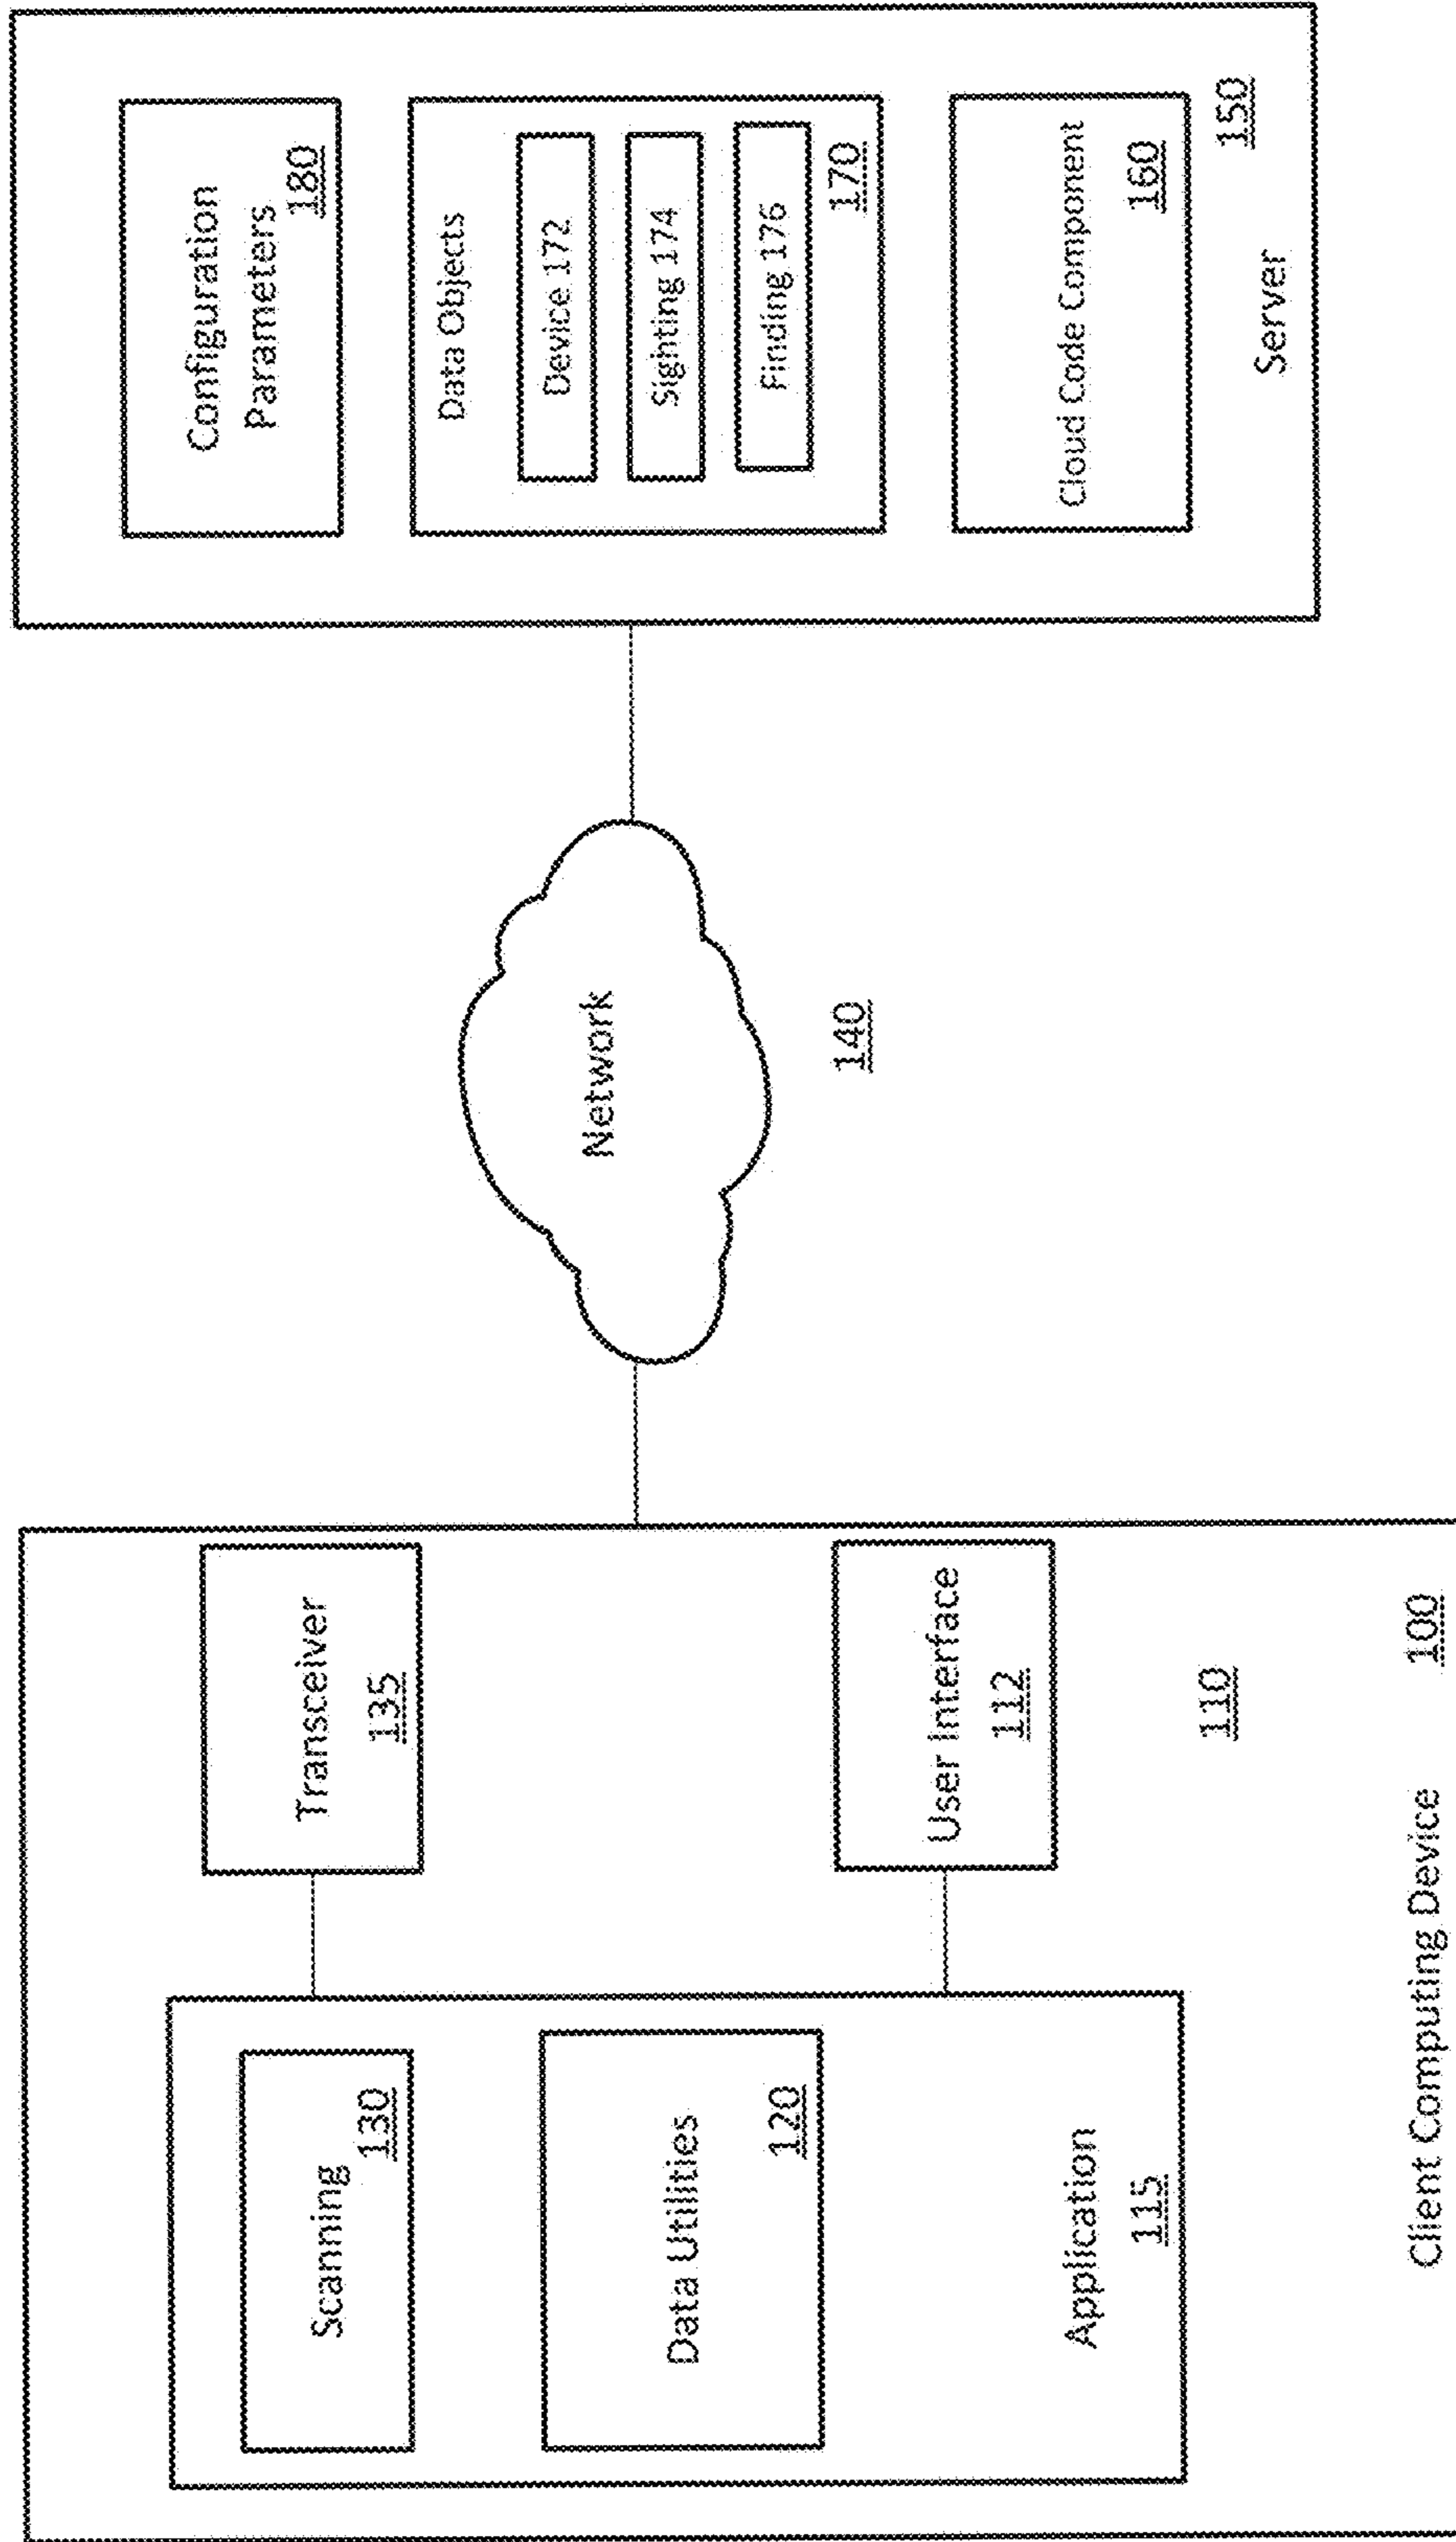 Scanning
130
Data Utilities
120
Application
115
Transceiver
135
User Interface
112
110
Client Computing Device
100
Network
140
Configuration
Parameters
180
Data Objects
Device 172
Sighting 174
Finding 176
170
Cloud Code Component
160
Server
150